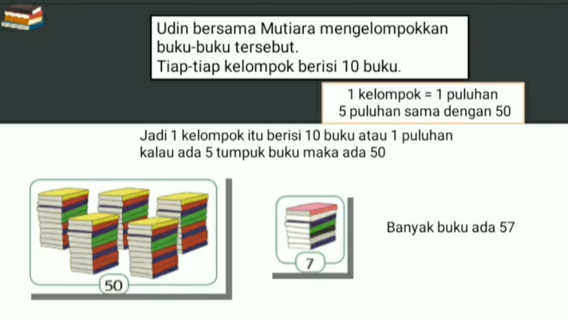 Udin bersama Mutiara mengelompokkan
buku-buku tersebut.
Tiap-tiap kelompok berisi 10 buku.
1 kelompok = 1 puluhan
5 puluhan sama dengan 50
Jadi 1 kelompok itu berisi 10 buku atau 1 puluhan
kalau ada 5 tumpuk buku maka ada 50
50
7
Banyak buku ada 57